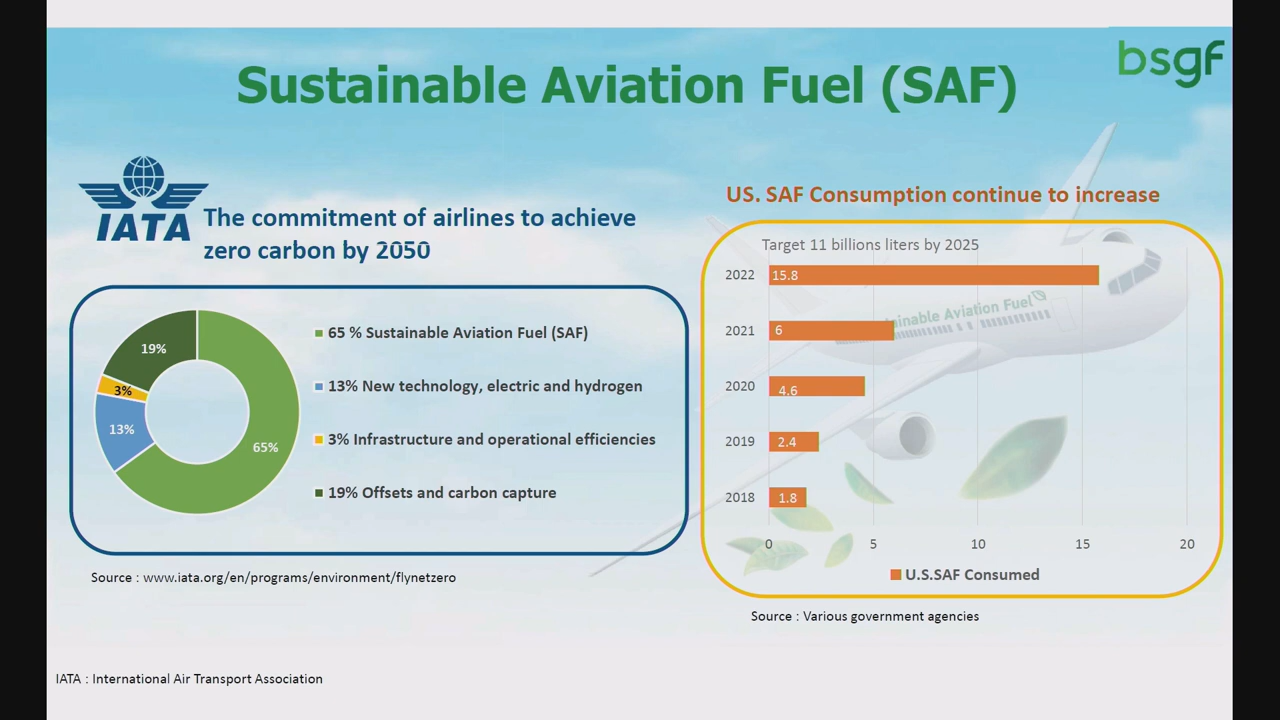 Sustainable Aviation Fuel (SAF)
bsgf
IATA
The commitment of airlines to achieve
zero carbon by 2050
65%
13%
3%
19%
65 % Sustainable Aviation Fuel (SAF)
13% New technology, electric and hydrogen
3% Infrastructure and operational efficiencies
19% Offsets and carbon capture
Source : www.iata.org/en/programs/environment/flynetzero
US. SAF Consumption continue to increase
Target 11 billions liters by 2025
2022 15.8
2021 6
2020 4.6
2019 2.4
2018 1.8
0 5 10 15 20
U.S.SAF Consumed
Aviation Fuel
Source : Various government agencies
IATA : International Air Transport Association